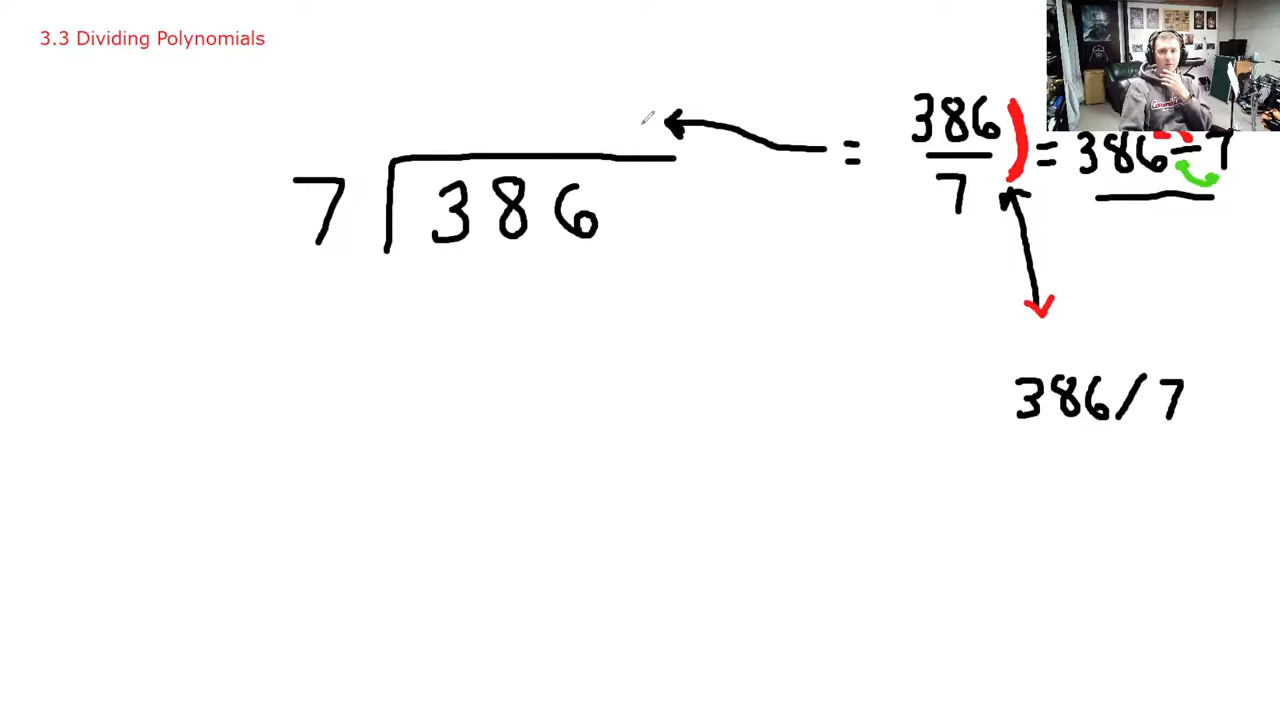 3.3 Dividing Polynomials
7 386
= 386/7 = 386 ÷ 7
386/7